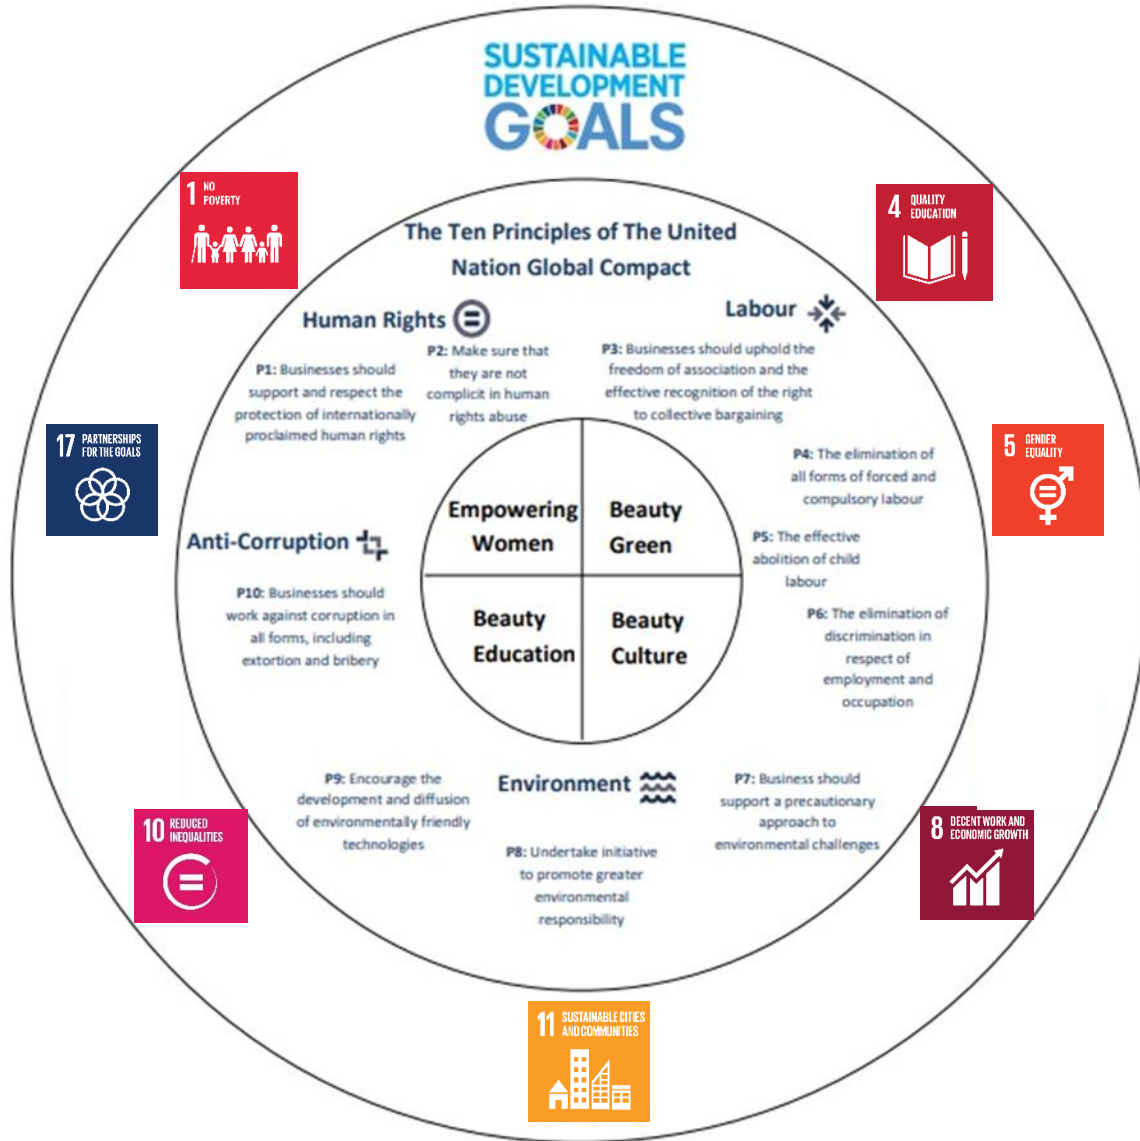 SUSTAINABLE
DEVELOPMENT
GOALS
1 NO
POVERTY
4 QUALITY
EDUCATION
The Ten Principles of The United
Nation Global Compact
Human Rights
Labour
P1: Businesses should
support and respect the
protection of internationally
proclaimed human rights
P2: Make sure that
they are not
complicit in human
rights abuse
P3: Businesses should uphold the
freedom of association and the
effective recognition of the right
to collective bargaining
17 PARTNERSHIPS
FOR THE GOALS
5 GENDER
EQUALITY
P4: The elimination of
all forms of forced and
compulsory labour
Empowering
Women
Beauty
Green
Anti-Corruption
P5: The effective
abolition of child
labour
P10: Businesses should
work against corruption in
all forms, including
extortion and bribery
Beauty
Education
Beauty
Culture
P6: The elimination of
discrimination in
respect of
employment and
occupation
P9: Encourage the
development and diffusion
of environmentally friendly
technologies
Environment
P7: Business should
support a precautionary
approach to
environmental challenges
P8: Undertake initiative
to promote greater
environmental
responsibility
10 REDUCED
INEQUALITIES
8 DECENT WORK AND
ECONOMIC GROWTH
11 SUSTAINABLE CITIES
AND COMMUNITIES